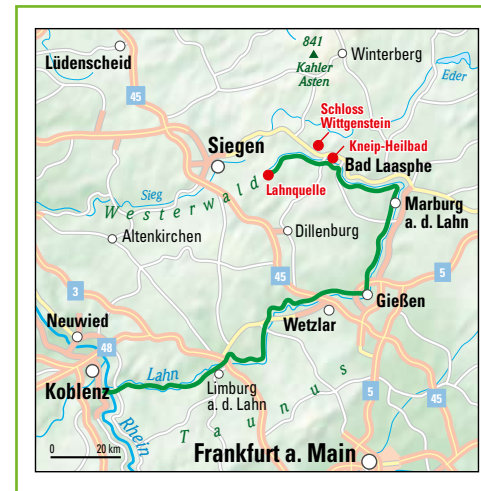 841
Kahler
Asten
Winterberg
Lüdenscheid
Eder
45
Schloss
Wittgenstein
Siegen
Kneip-Heilbad
Bad Laasphe
Sieg
Lahnquelle
Westerwald
Marburg
a. d. Lahn
Altenkirchen
Dillenburg
45
5
3
Gießen
Neuwied
Wetzlar
48
Lahn
Koblenz
Limburg
a. d. Lahn
Taunus
3
5
45
Rhein
0 20 km
Frankfurt a. Main